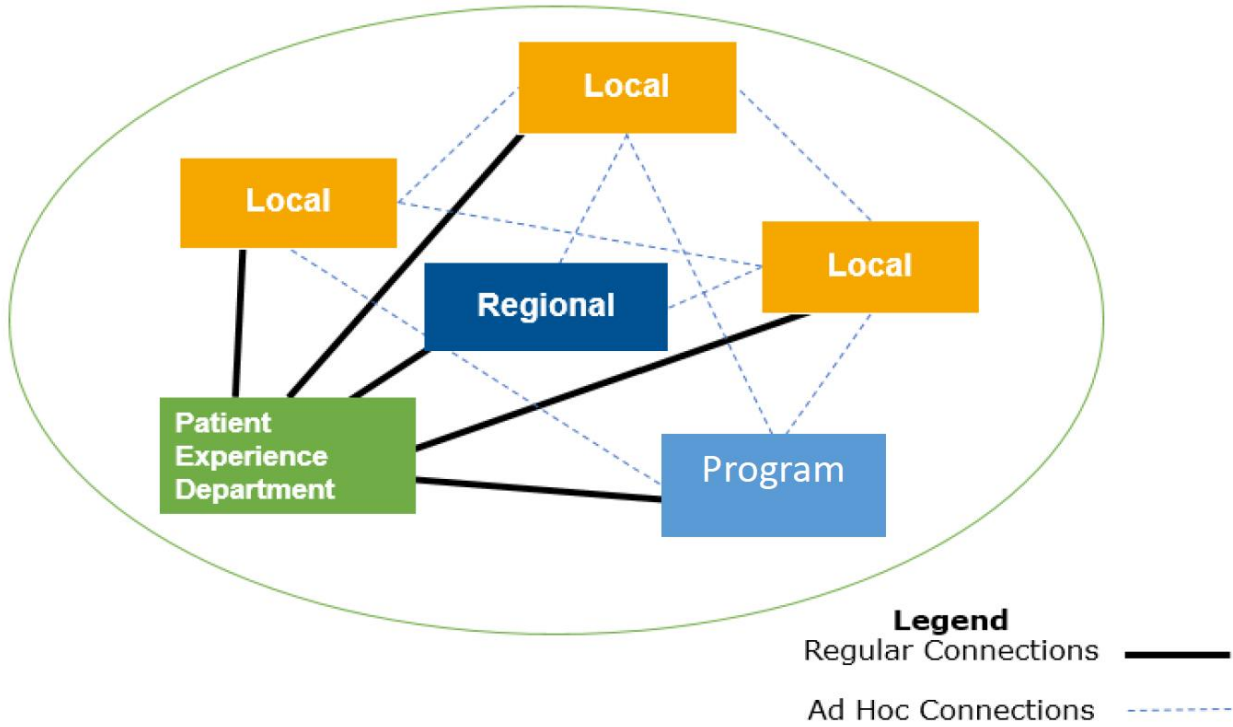 Local
Local
Local
Regional
Patient
Experience
Department
Program
Legend
Regular Connections
Ad Hoc Connections